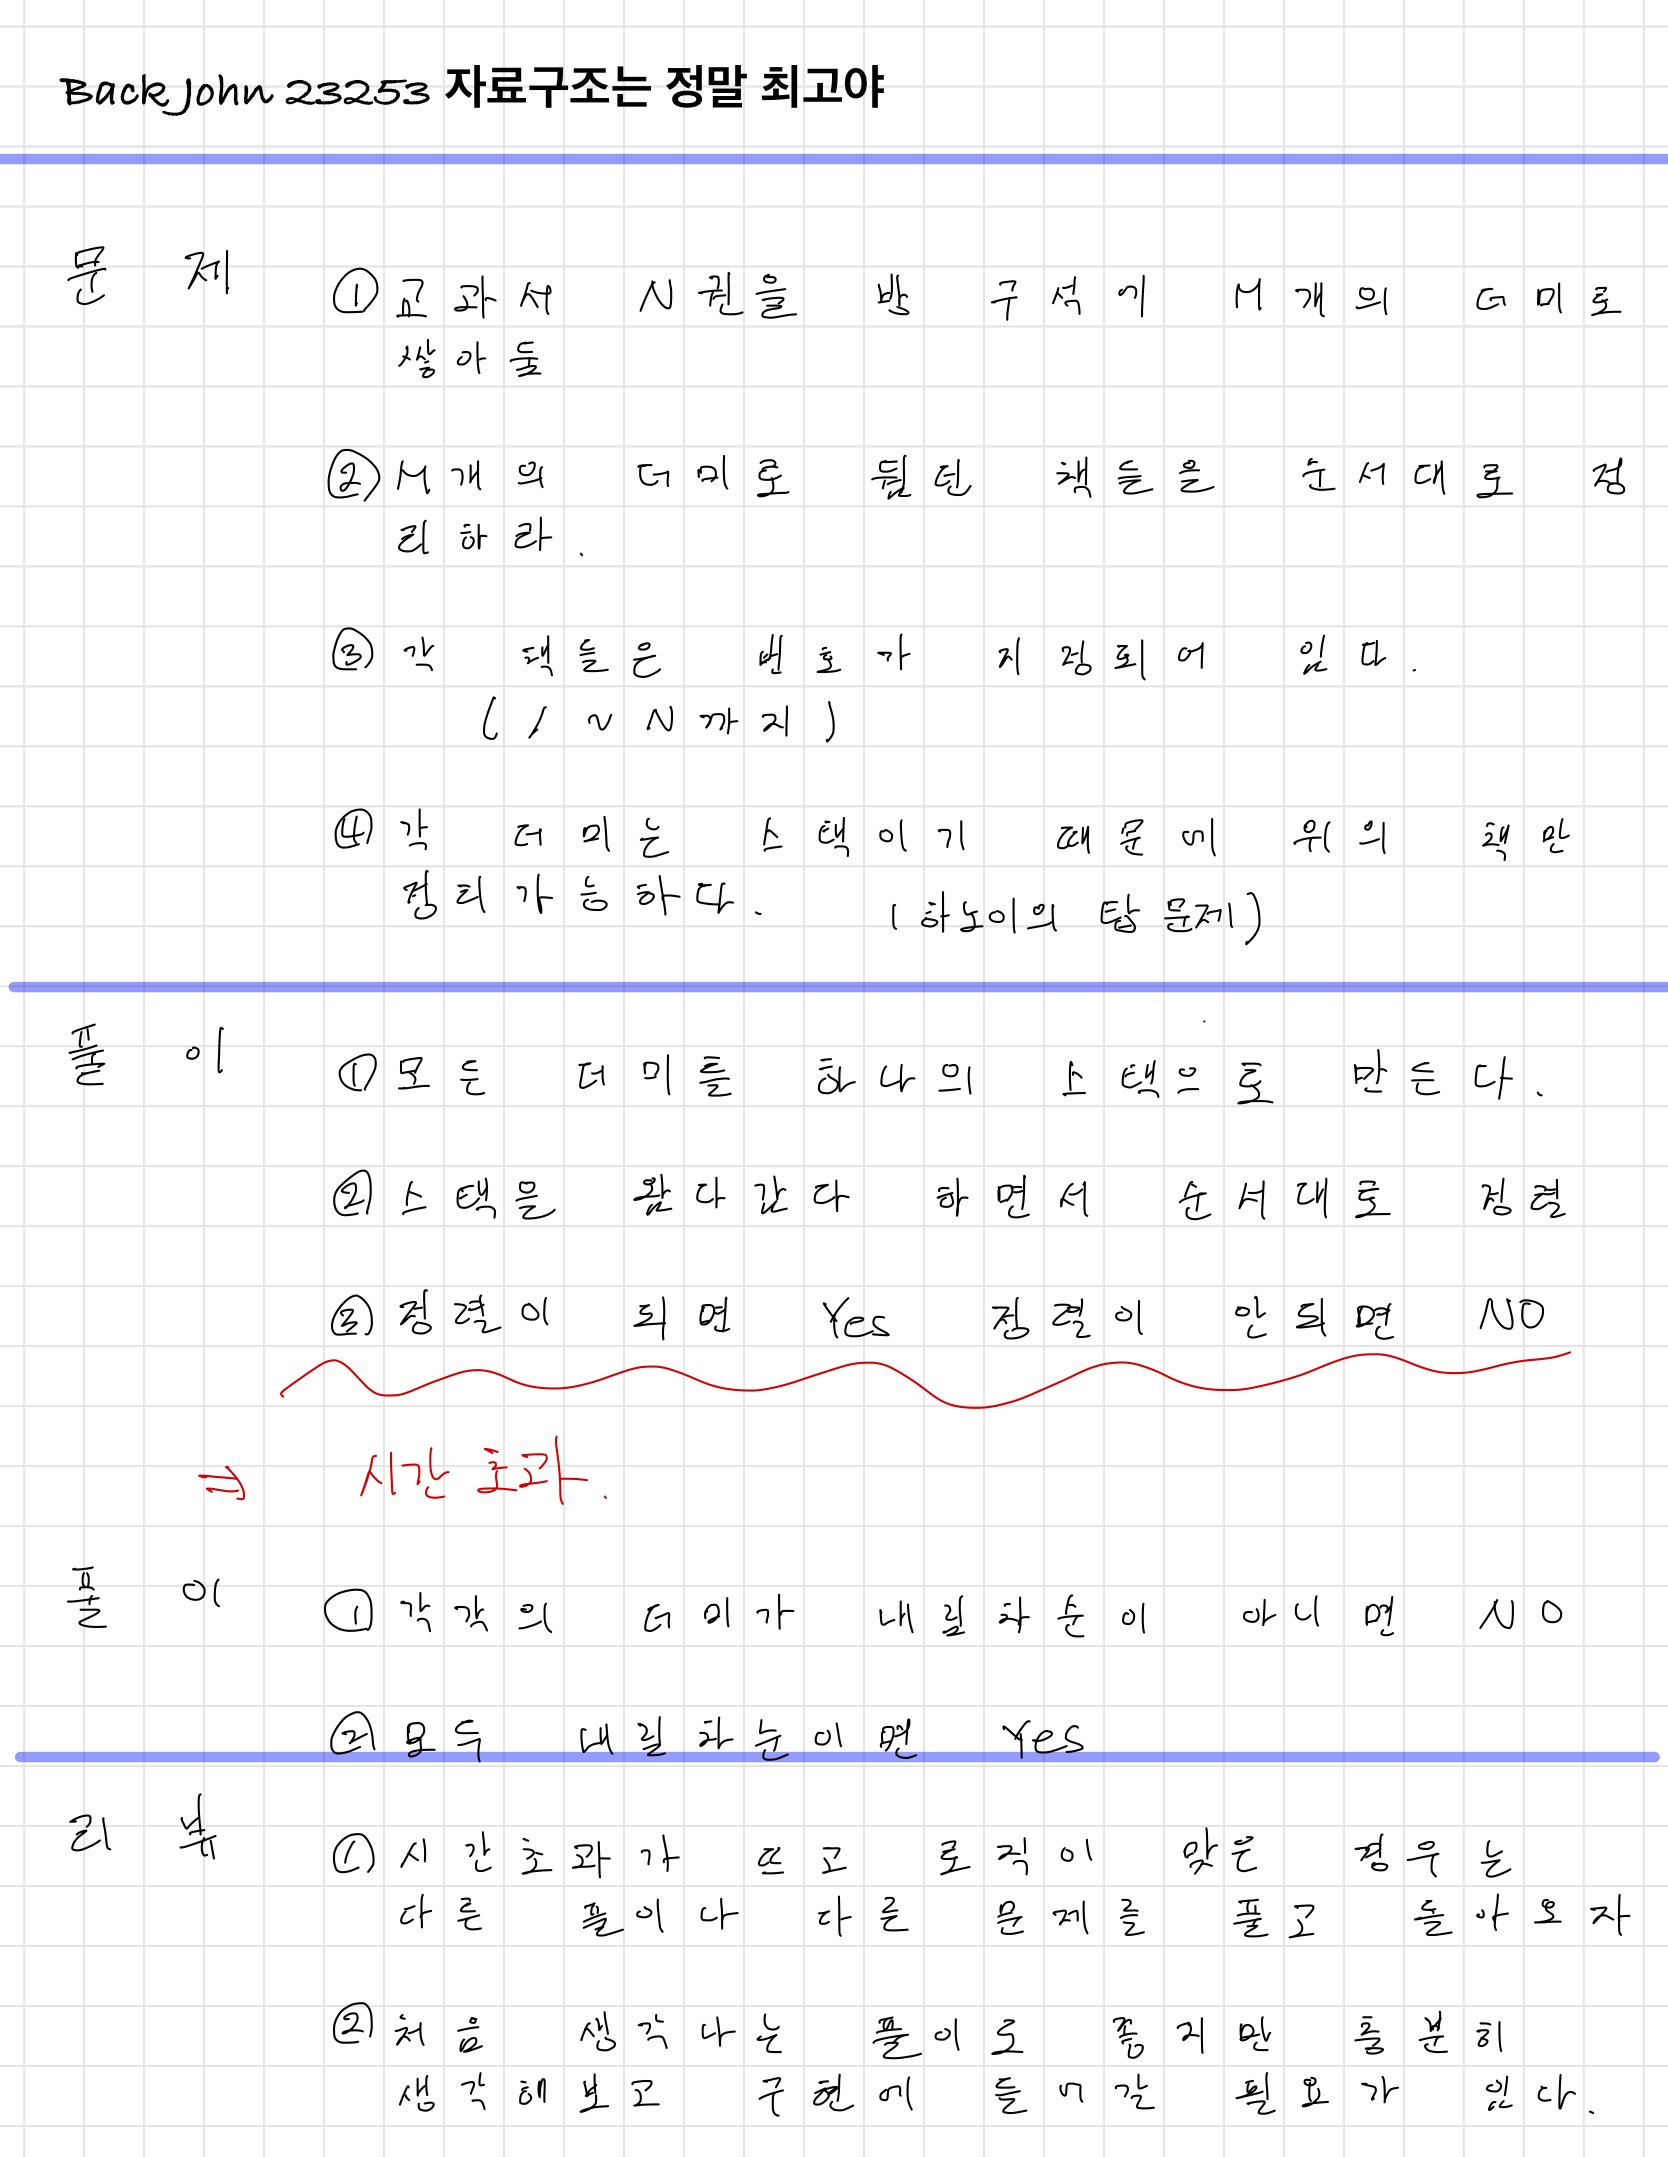 BackJohn 23253 자료구조는 정말 최고야
문제 ① 교과서 N권을 방 구석에 M개의 더미로
쌓아 둠
② M개의 더미로 된 책들을 순서대로 정
리하라.
③ 각 책들은 번호가 지정되어 있다.
( 1 ~ N까지 )
④ 각 더미는 스택이기 때문에 위의 책만
정리 가능하다. (하노이의 탑 문제)
풀이 ① 모든 더미를 하나의 스택으로 만든다.
② 스택을 왔다 갔다 하면서 순서대로 정렬
③ 정렬이 되면 Yes 정렬이 안되면 NO
⇒ 시간 초과.
풀이 ① 각각의 더미가 내림차순이 아니면 NO
② 모두 내림차순이면 Yes
리뷰 ① 시간초과가 뜨고 로직이 맞은 경우는
다른 풀이나 다른 문제를 풀고 돌아오자
② 처음 생각나는 풀이도 좋지만 충분히
생각해보고 구현에 들어갈 필요가 있다.